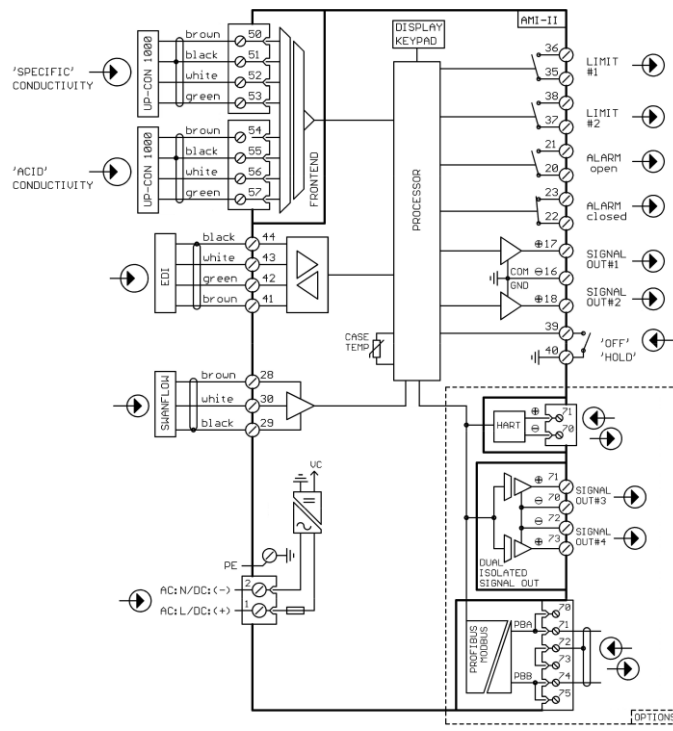 AMI-II
DISPLAY
KEYPAD
PROCESSOR
FRONTEND
'SPECIFIC'
CONDUCTIVITY
UP-CON 1000
brown 50
black 51
white 52
green 53
'ACID'
CONDUCTIVITY
UP-CON 1000
brown 54
black 55
white 56
green 57
EDI
black 44
white 43
green 42
brown 41
CASE
TEMP
SWANFLOW
brown 28
white 30
black 29
VC
PE
AC:N/DC:(-) 2
AC:L/DC:(+) 1
36
35
LIMIT
#1
38
37
LIMIT
#2
21
20
ALARM
open
23
22
ALARM
closed
⊕17
COM ⊖16
GND
⊕18
SIGNAL
OUT#1
SIGNAL
OUT#2
39
40
'OFF'
'HOLD'
HART
⊕ 71
⊖ 70
⊕ 71
⊖ 70
⊖ 72
⊕ 73
SIGNAL
OUT#3
SIGNAL
OUT#4
DUAL
ISOLATED
SIGNAL OUT
PROFIBUS
MODBUS
PBA
PBB
70
71
72
73
74
75
OPTIONS